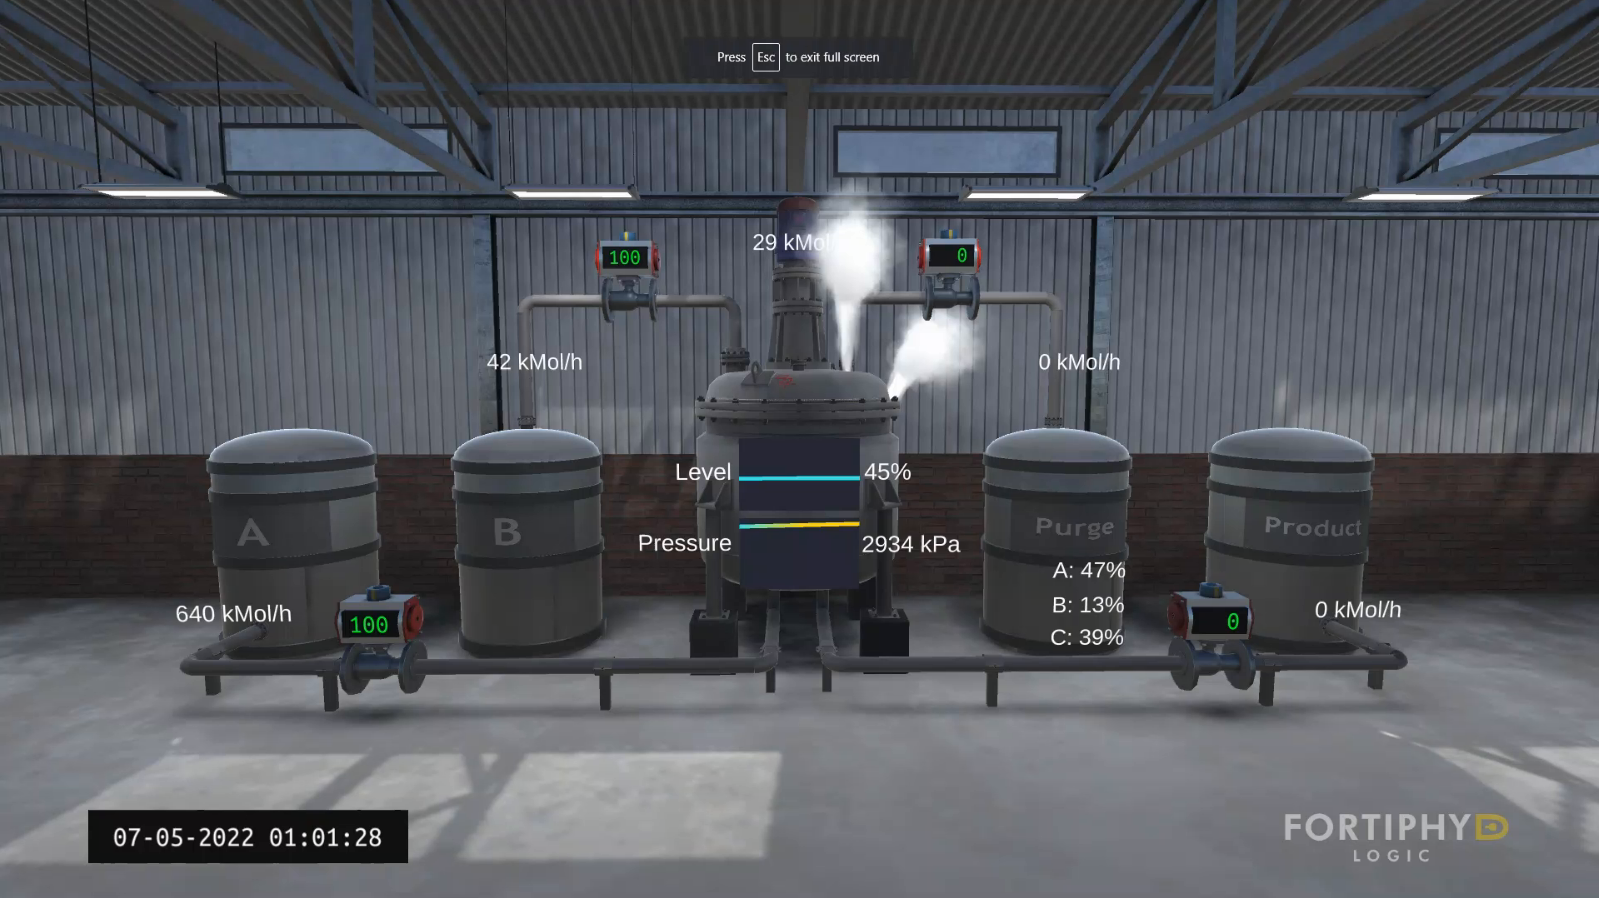 Press Esc to exit full screen
29 kMol
100
0
42 kMol/h
0 kMol/h
Level
45%
Pressure
2934 kPa
A
B
Purge
Product
A: 47%
B: 13%
C: 39%
640 kMol/h
100
0
0 kMol/h
07-05-2022 01:01:28
FORTIPHYD
LOGIC